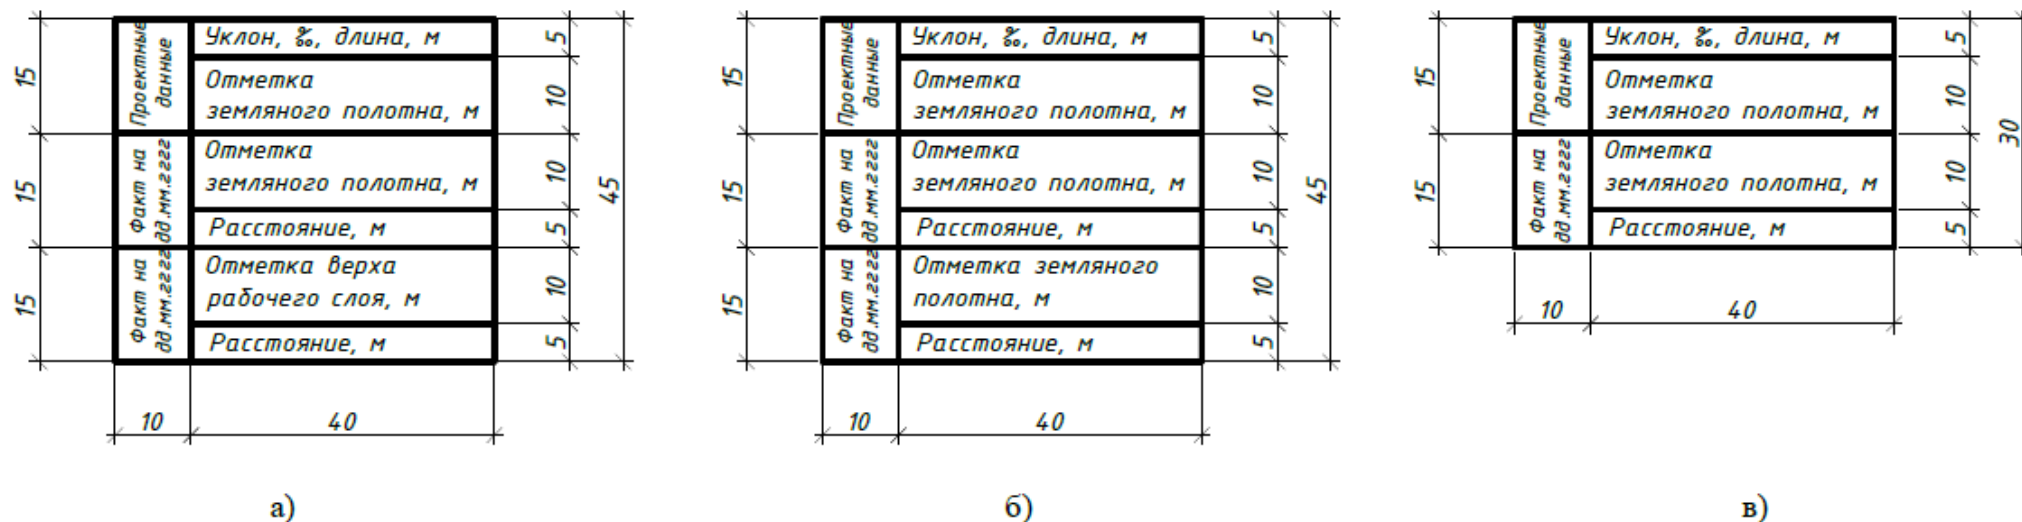 Проектные
данные
Уклон, ‰, длина, м
Отметка
земляного полотна, м
Факт на
дд.мм.гггг
Отметка
земляного полотна, м
Расстояние, м
Факт на
дд.мм.гггг
Отметка верха
рабочего слоя, м
Расстояние, м
15
15
15
5
10
10
5
10
5
45
10
40
а)
Проектные
данные
Уклон, ‰, длина, м
Отметка
земляного полотна, м
Факт на
дд.мм.гггг
Отметка
земляного полотна, м
Расстояние, м
Факт на
дд.мм.гггг
Отметка земляного
полотна, м
Расстояние, м
15
15
15
5
10
10
5
10
5
45
10
40
б)
Проектные
данные
Уклон, ‰, длина, м
Отметка
земляного полотна, м
Факт на
дд.мм.гггг
Отметка
земляного полотна, м
Расстояние, м
15
15
5
10
10
5
30
10
40
в)